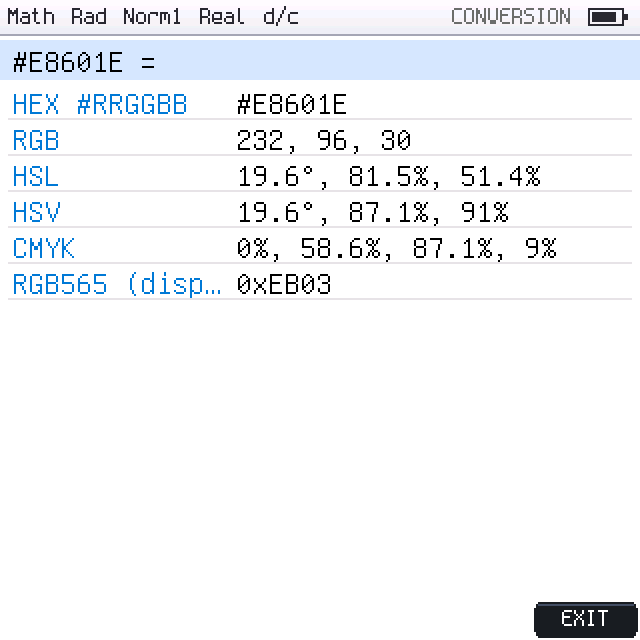 Math Rad Norm1 Real d/c CONVERSION
#E8601E =
HEX #RRGGBB #E8601E
RGB 232, 96, 30
HSL 19.6°, 81.5%, 51.4%
HSV 19.6°, 87.1%, 91%
CMYK 0%, 58.6%, 87.1%, 9%
RGB565 (disp… 0xEB03
EXIT